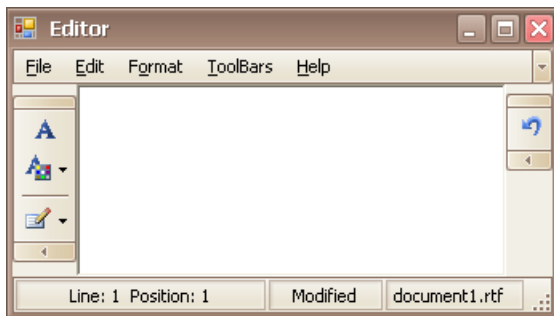 Editor
File Edit Format ToolBars Help
A
Line: 1 Position: 1 Modified document1.rtf